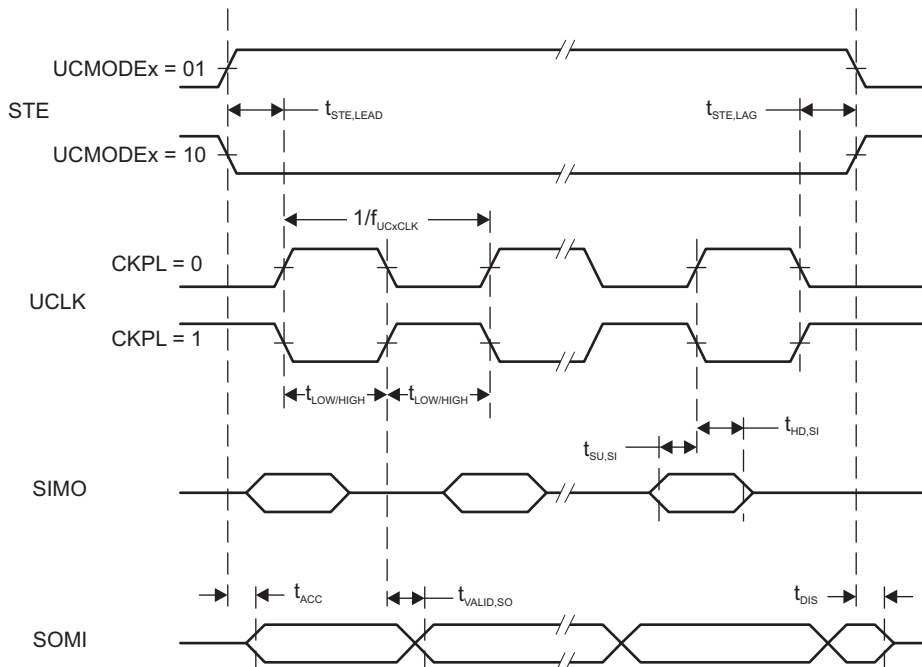 UCMODEx = 01
STE
t_STE,LEAD
t_STE,LAG
UCMODEx = 10
1/f_UCxCLK
CKPL = 0
UCLK
CKPL = 1
t_LOW/HIGH t_LOW/HIGH
t_HD,SI
t_SU,SI
SIMO
t_ACC
t_VALID,SO
t_DIS
SOMI